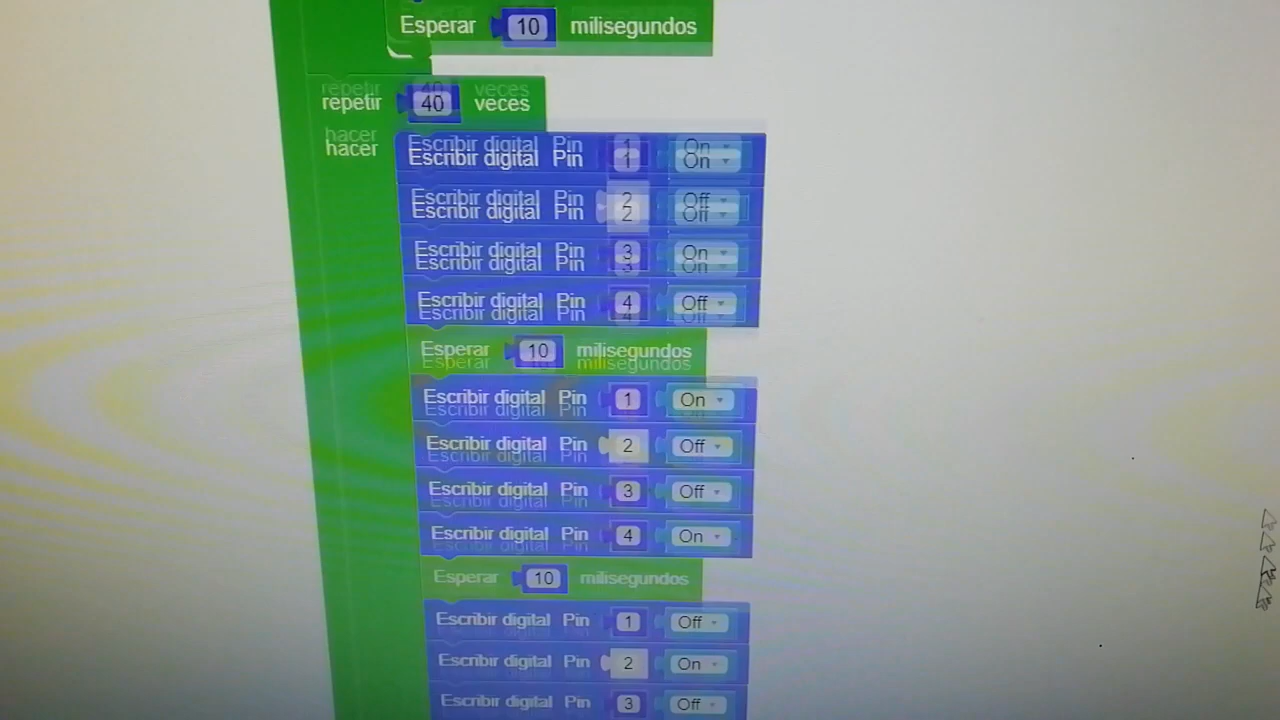 Esperar 10 milisegundos
repetir 40 veces
hacer Escribir digital Pin 1 On
Escribir digital Pin 2 Off
Escribir digital Pin 3 On
Escribir digital Pin 4 Off
Esperar 10 milisegundos
Escribir digital Pin 1 On
Escribir digital Pin 2 Off
Escribir digital Pin 3 Off
Escribir digital Pin 4 On
Esperar 10 milisegundos
Escribir digital Pin 1 Off
Escribir digital Pin 2 On
Escribir digital Pin 3 Off